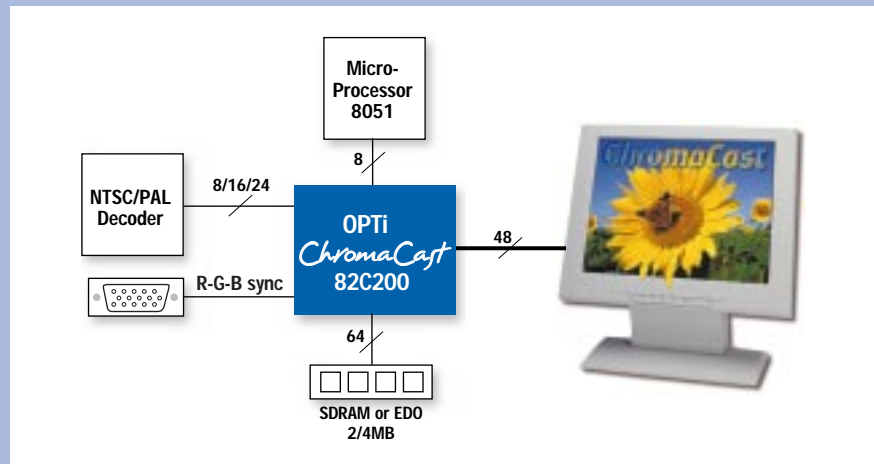 Micro-
Processor
8051
8
NTSC/PAL
Decoder
8/16/24
OPTi
ChromaCast
82C200
48
ChromaCast
R-G-B sync
64
SDRAM or EDO
2/4MB